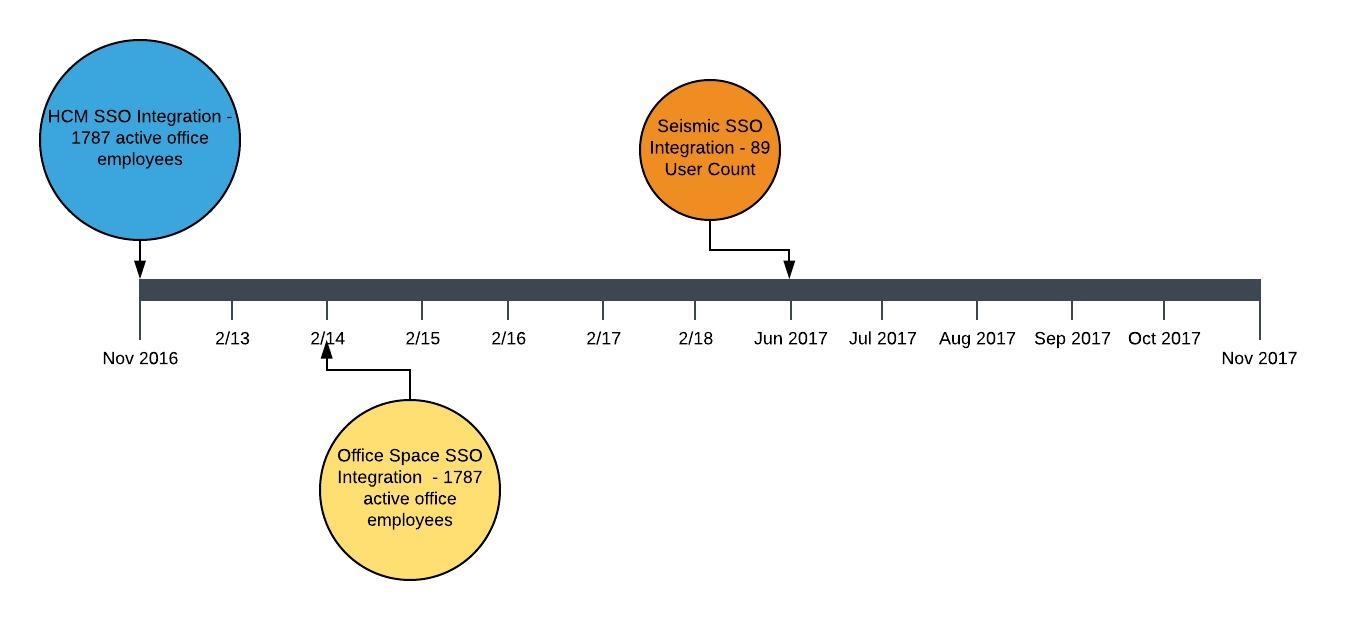 HCM SSO Integration -
1787 active office
employees
Seismic SSO
Integration - 89
User Count
Nov 2016
2/13
2/14
2/15
2/16
2/17
2/18
Jun 2017
Jul 2017
Aug 2017
Sep 2017
Oct 2017
Nov 2017
Office Space SSO
Integration  - 1787
active office
employees